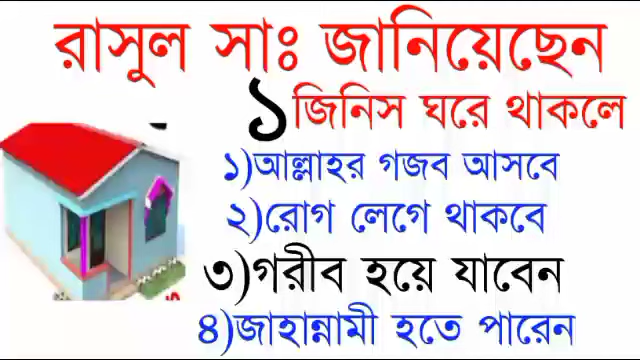 রাসুল সাঃ জানিয়েছেন
১ জিনিস ঘরে থাকলে
১)আল্লাহর গজব আসবে
২)রোগ লেগে থাকবে
৩)গরীব হয়ে যাবেন
৪)জাহান্নামী হতে পারেন